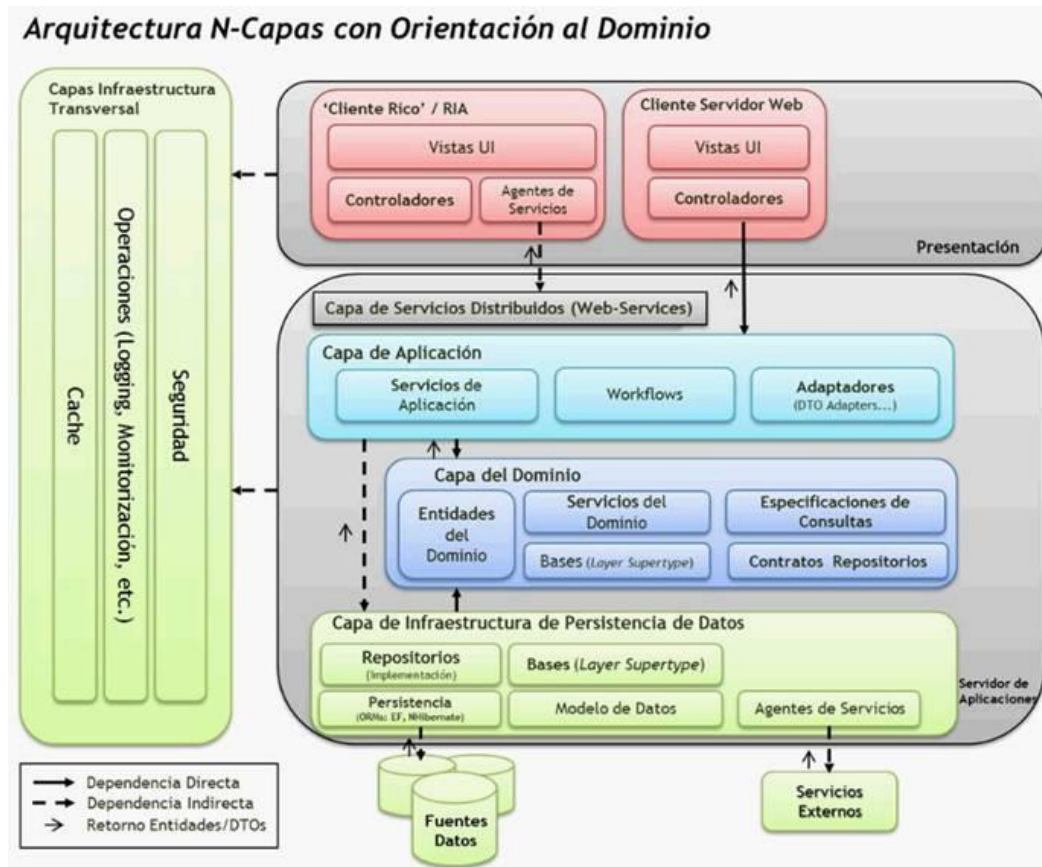 Arquitectura N-Capas con Orientación al Dominio
Capas Infraestructura
Transversal
Cache
Operaciones (Logging, Monitorización, etc.)
Seguridad
'Cliente Rico' / RIA
Vistas UI
Controladores
Agentes de
Servicios
Cliente Servidor Web
Vistas UI
Controladores
Presentación
Capa de Servicios Distribuidos (Web-Services)
Capa de Aplicación
Servicios de
Aplicación
Workflows
Adaptadores
(DTO Adapters...)
Capa del Dominio
Entidades
del
Dominio
Servicios del
Dominio
Especificaciones de
Consultas
Bases (Layer Supertype)
Contratos Repositorios
Capa de Infraestructura de Persistencia de Datos
Repositorios
(Implementación)
Bases (Layer Supertype)
Persistencia
(ORMs: EF, NHibernate)
Modelo de Datos
Agentes de Servicios
Servidor de
Aplicaciones
Dependencia Directa
Dependencia Indirecta
Retorno Entidades/DTOs
Fuentes
Datos
Servicios
Externos